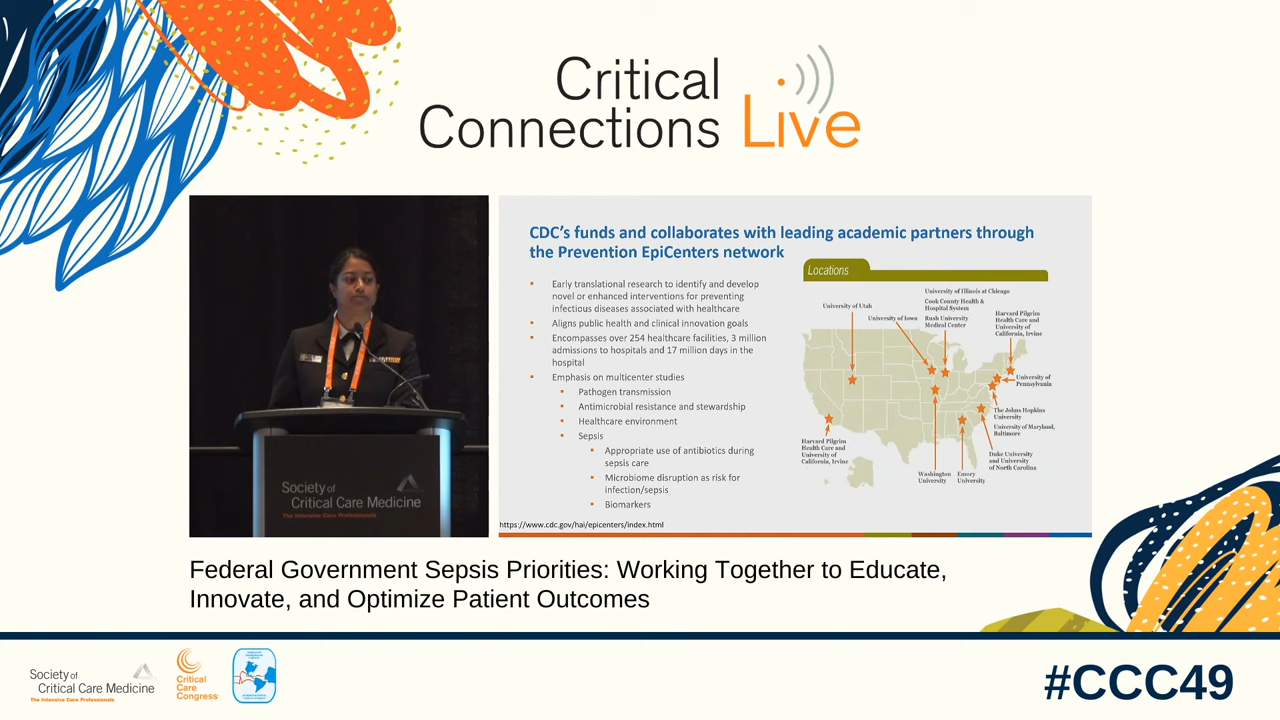 Critical
Connections Live
CDC’s funds and collaborates with leading academic partners through
the Prevention EpiCenters network
Early translational research to identify and develop
novel or enhanced interventions for preventing
infectious diseases associated with healthcare
Aligns public health and clinical innovation goals
Encompasses over 254 healthcare facilities, 3 million
admissions to hospitals and 17 million days in the
hospital
Emphasis on multicenter studies
Pathogen transmission
Antimicrobial resistance and stewardship
Healthcare environment
Sepsis
Appropriate use of antibiotics during
sepsis care
Microbiome disruption as risk for
infection/sepsis
Biomarkers
https://www.cdc.gov/hai/epicenters/index.html
Locations
University of Utah
University of Iowa
University of Illinois at Chicago
Cook County Health &
Hospital System
Rush University
Medical Center
Harvard Pilgrim
Health Care and
University of
California, Irvine
University of
Pennsylvania
The Johns Hopkins
University
University of Maryland,
Baltimore
Duke University
and University
of North Carolina
Emory
University
Washington
University
Harvard Pilgrim
Health Care and
University of
California, Irvine
Society of
Critical Care Medicine
The Intensive Care Professionals
Federal Government Sepsis Priorities: Working Together to Educate,
Innovate, and Optimize Patient Outcomes
Society of
Critical Care Medicine
The Intensive Care Professionals
Critical
Care
Congress
#CCC49